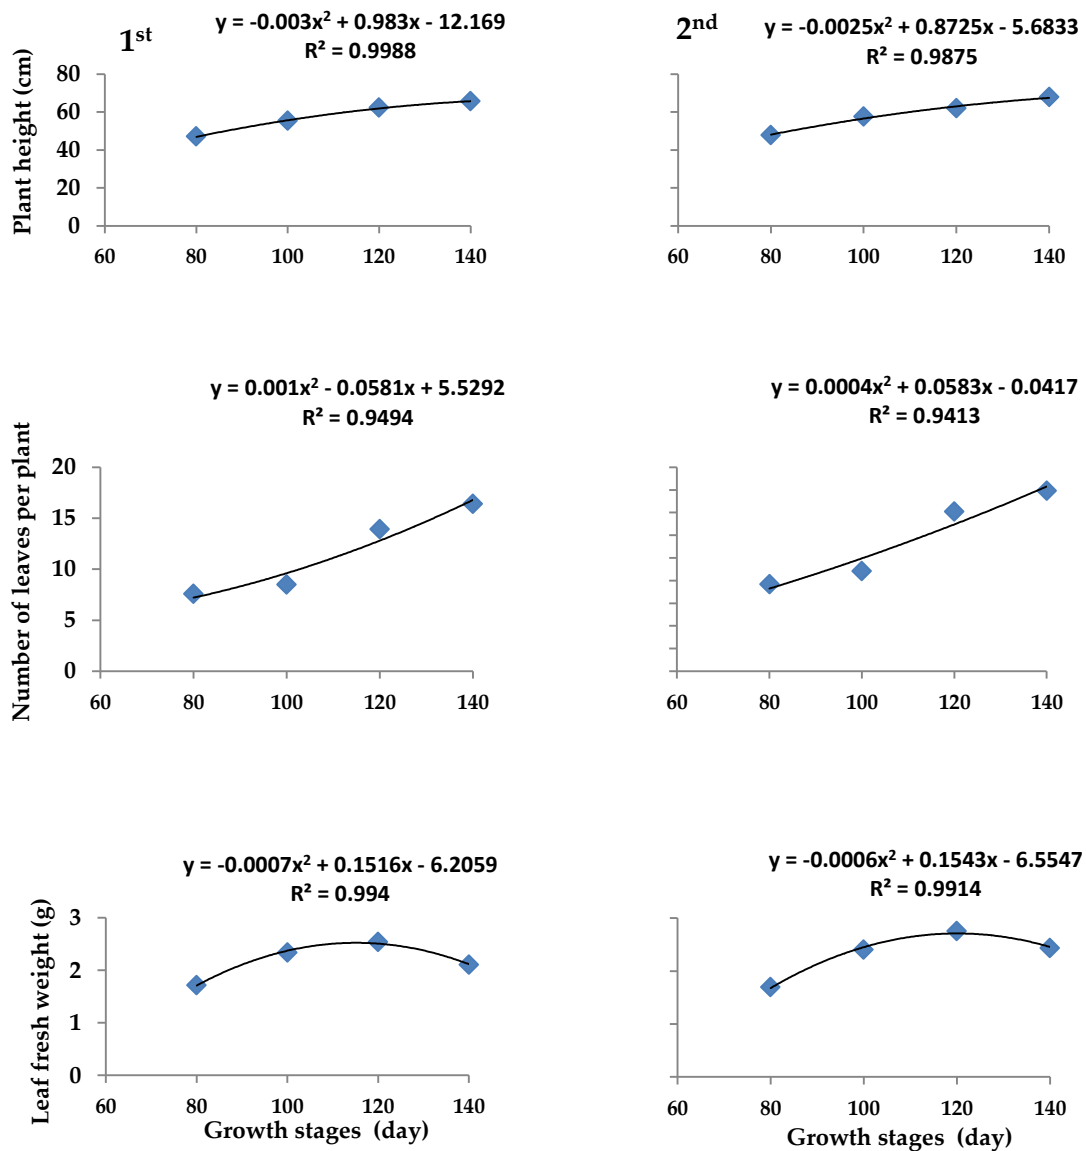 1st
y = -0.003x² + 0.983x - 12.169
R² = 0.9988
2nd
y = -0.0025x² + 0.8725x - 5.6833
R² = 0.9875
Plant height (cm)
80
60
40
20
0
60 80 100 120 140
60 80 100 120 140
y = 0.001x² - 0.0581x + 5.5292
R² = 0.9494
y = 0.0004x² + 0.0583x - 0.0417
R² = 0.9413
Number of leaves per plant
20
15
10
5
0
60 80 100 120 140
60 80 100 120 140
y = -0.0007x² + 0.1516x - 6.2059
R² = 0.994
y = -0.0006x² + 0.1543x - 6.5547
R² = 0.9914
Leaf fresh weight (g)
3
2
1
0
60 80 100 120 140
Growth stages (day)
60 80 100 120 140
Growth stages (day)